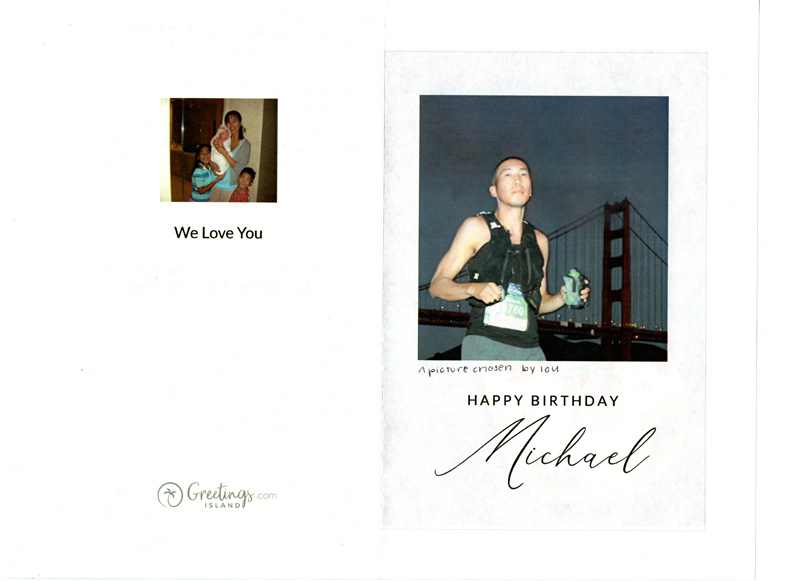 We Love You
Greetings.com
ISLAND
^ picture chosen by lou
HAPPY BIRTHDAY
Michael